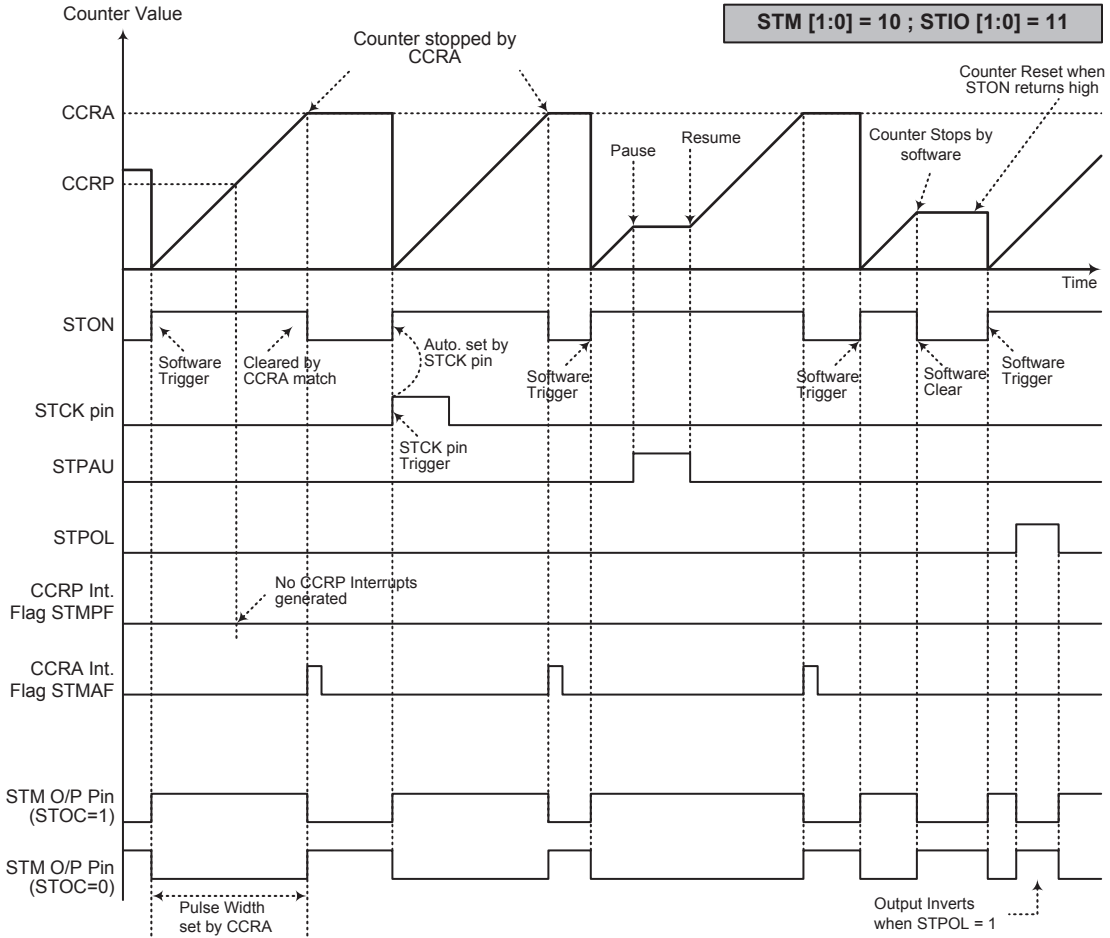 Counter Value
STM [1:0] = 10 ; STIO [1:0] = 11
Counter stopped by
CCRA
Counter Reset when
STON returns high
CCRA
Pause
Resume
Counter Stops by
software
CCRP
Time
STON
Software
Trigger
Cleared by
CCRA match
Auto. set by
STCK pin
Software
Trigger
Software
Trigger
Software
Clear
Software
Trigger
STCK pin
STCK pin
Trigger
STPAU
STPOL
CCRP Int.
Flag STMPF
No CCRP Interrupts
generated
CCRA Int.
Flag STMAF
STM O/P Pin
(STOC=1)
STM O/P Pin
(STOC=0)
Pulse Width
set by CCRA
Output Inverts
when STPOL = 1